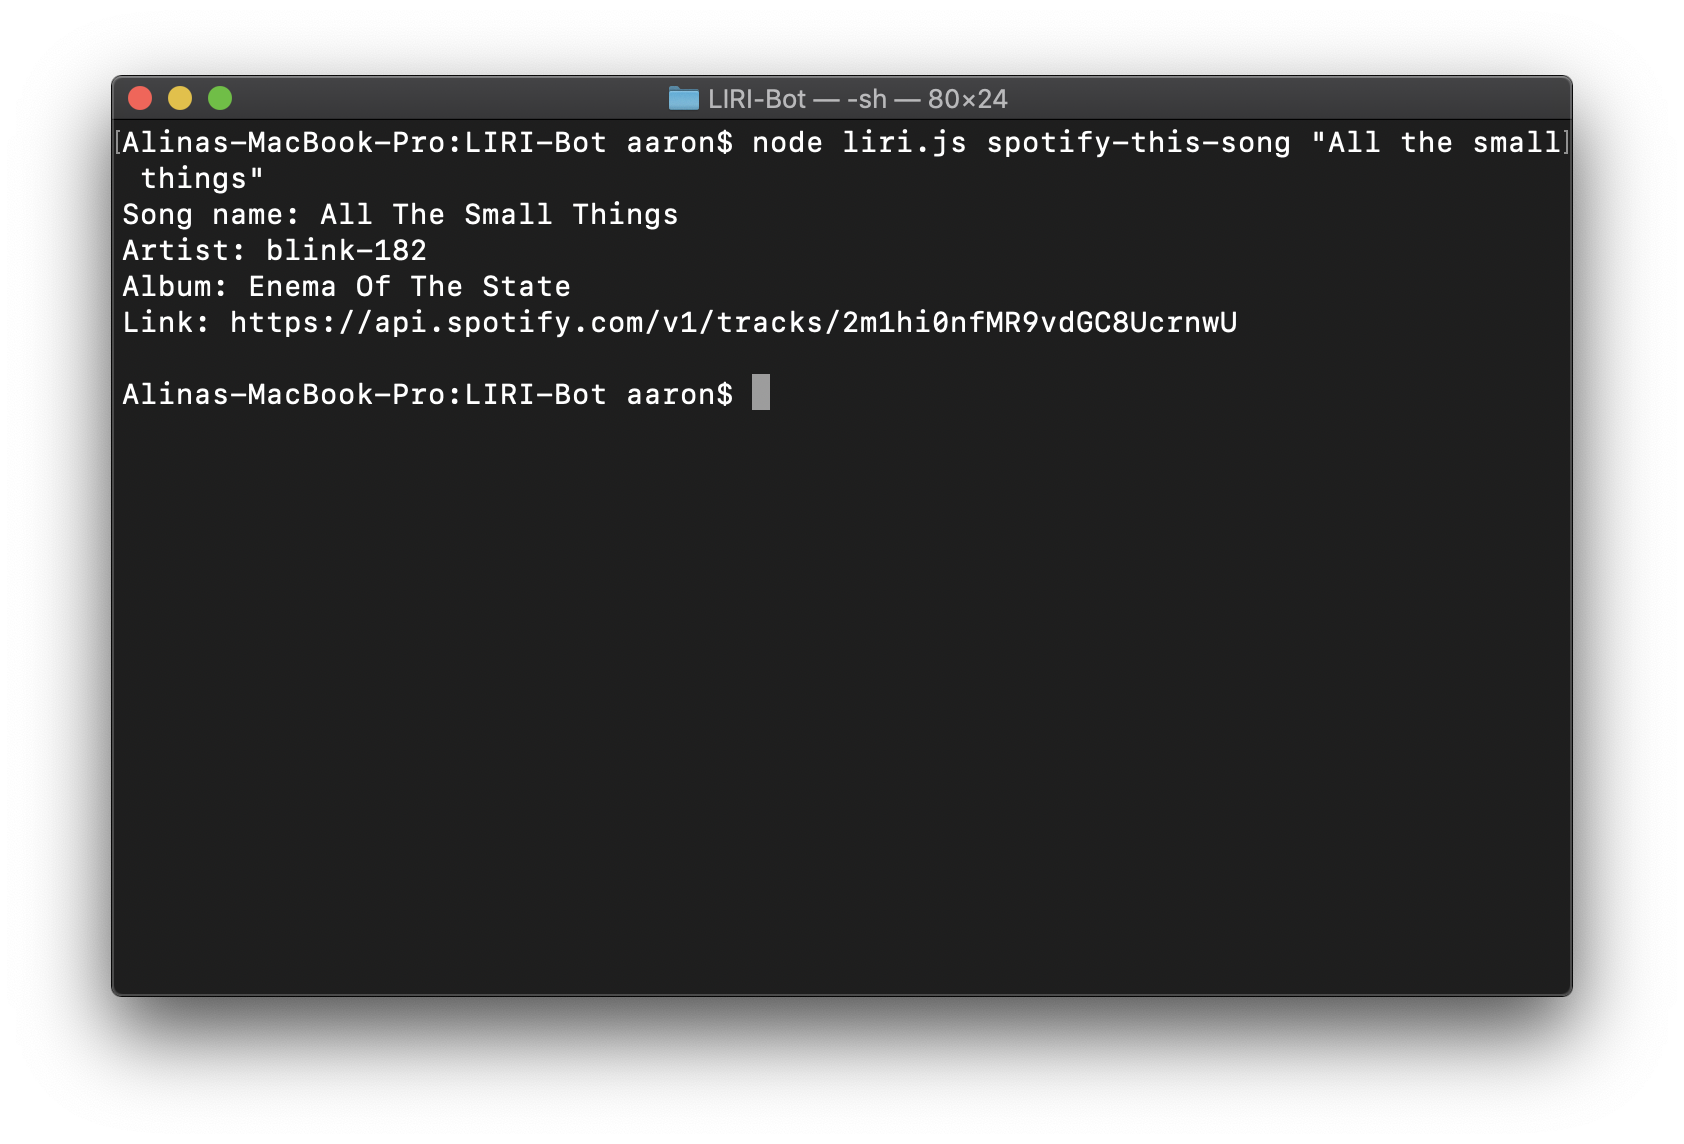 LIRI-Bot — -sh — 80×24
[Alinas-MacBook-Pro:LIRI-Bot aaron$ node liri.js spotify-this-song "All the small]
 things"
Song name: All The Small Things
Artist: blink-182
Album: Enema Of The State
Link: https://api.spotify.com/v1/tracks/2m1hi0nfMR9vdGC8UcrnwU
Alinas-MacBook-Pro:LIRI-Bot aaron$